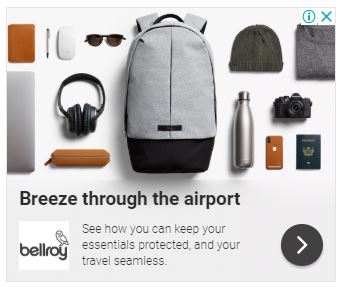 Breeze through the airport
bellroy
See how you can keep your
essentials protected, and your
travel seamless.